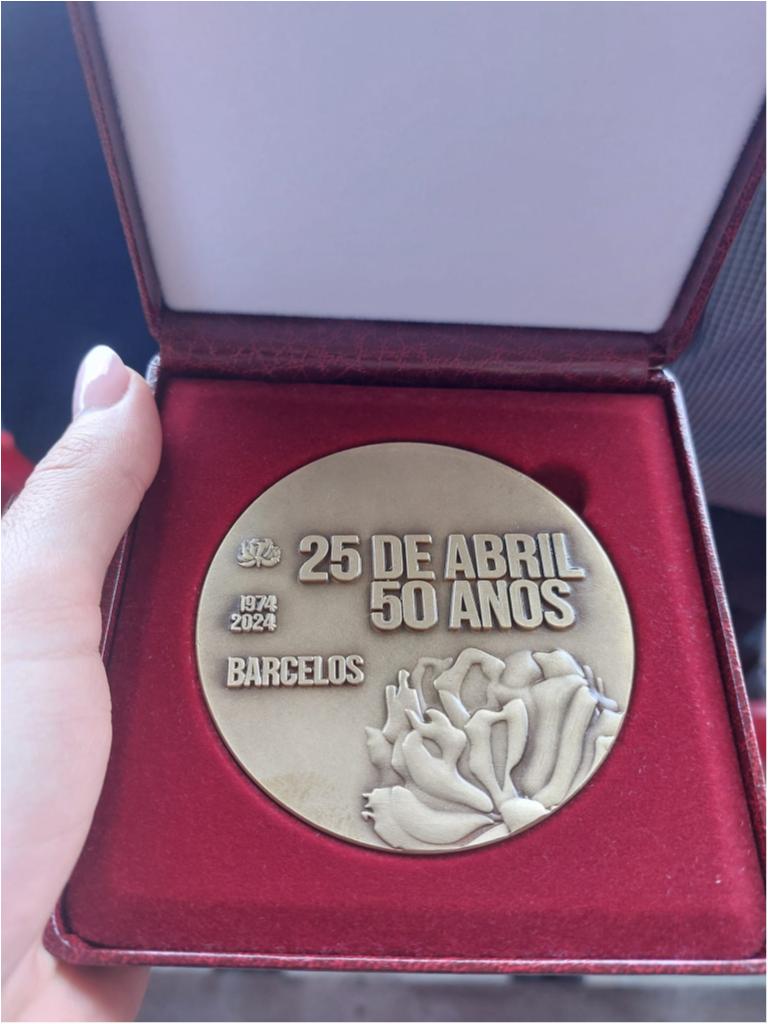 25 DE ABRIL
50 ANOS
1974
2024
BARCELOS